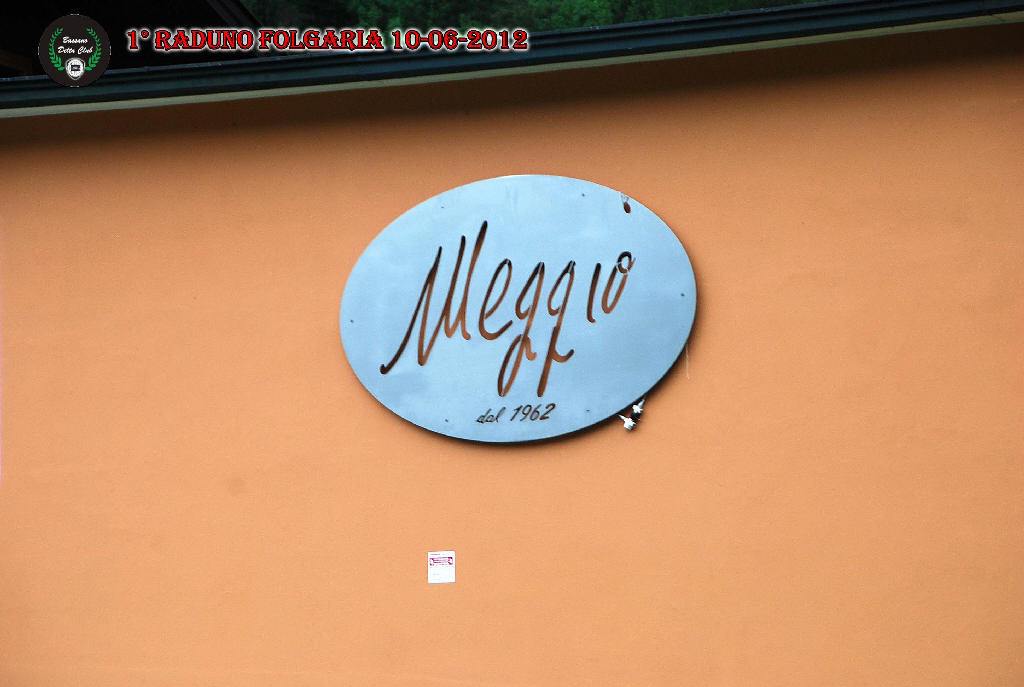 Bassano
Delta Club
1° RADUNO FOLGARIA 10-06-2012
Meggio
dal 1962